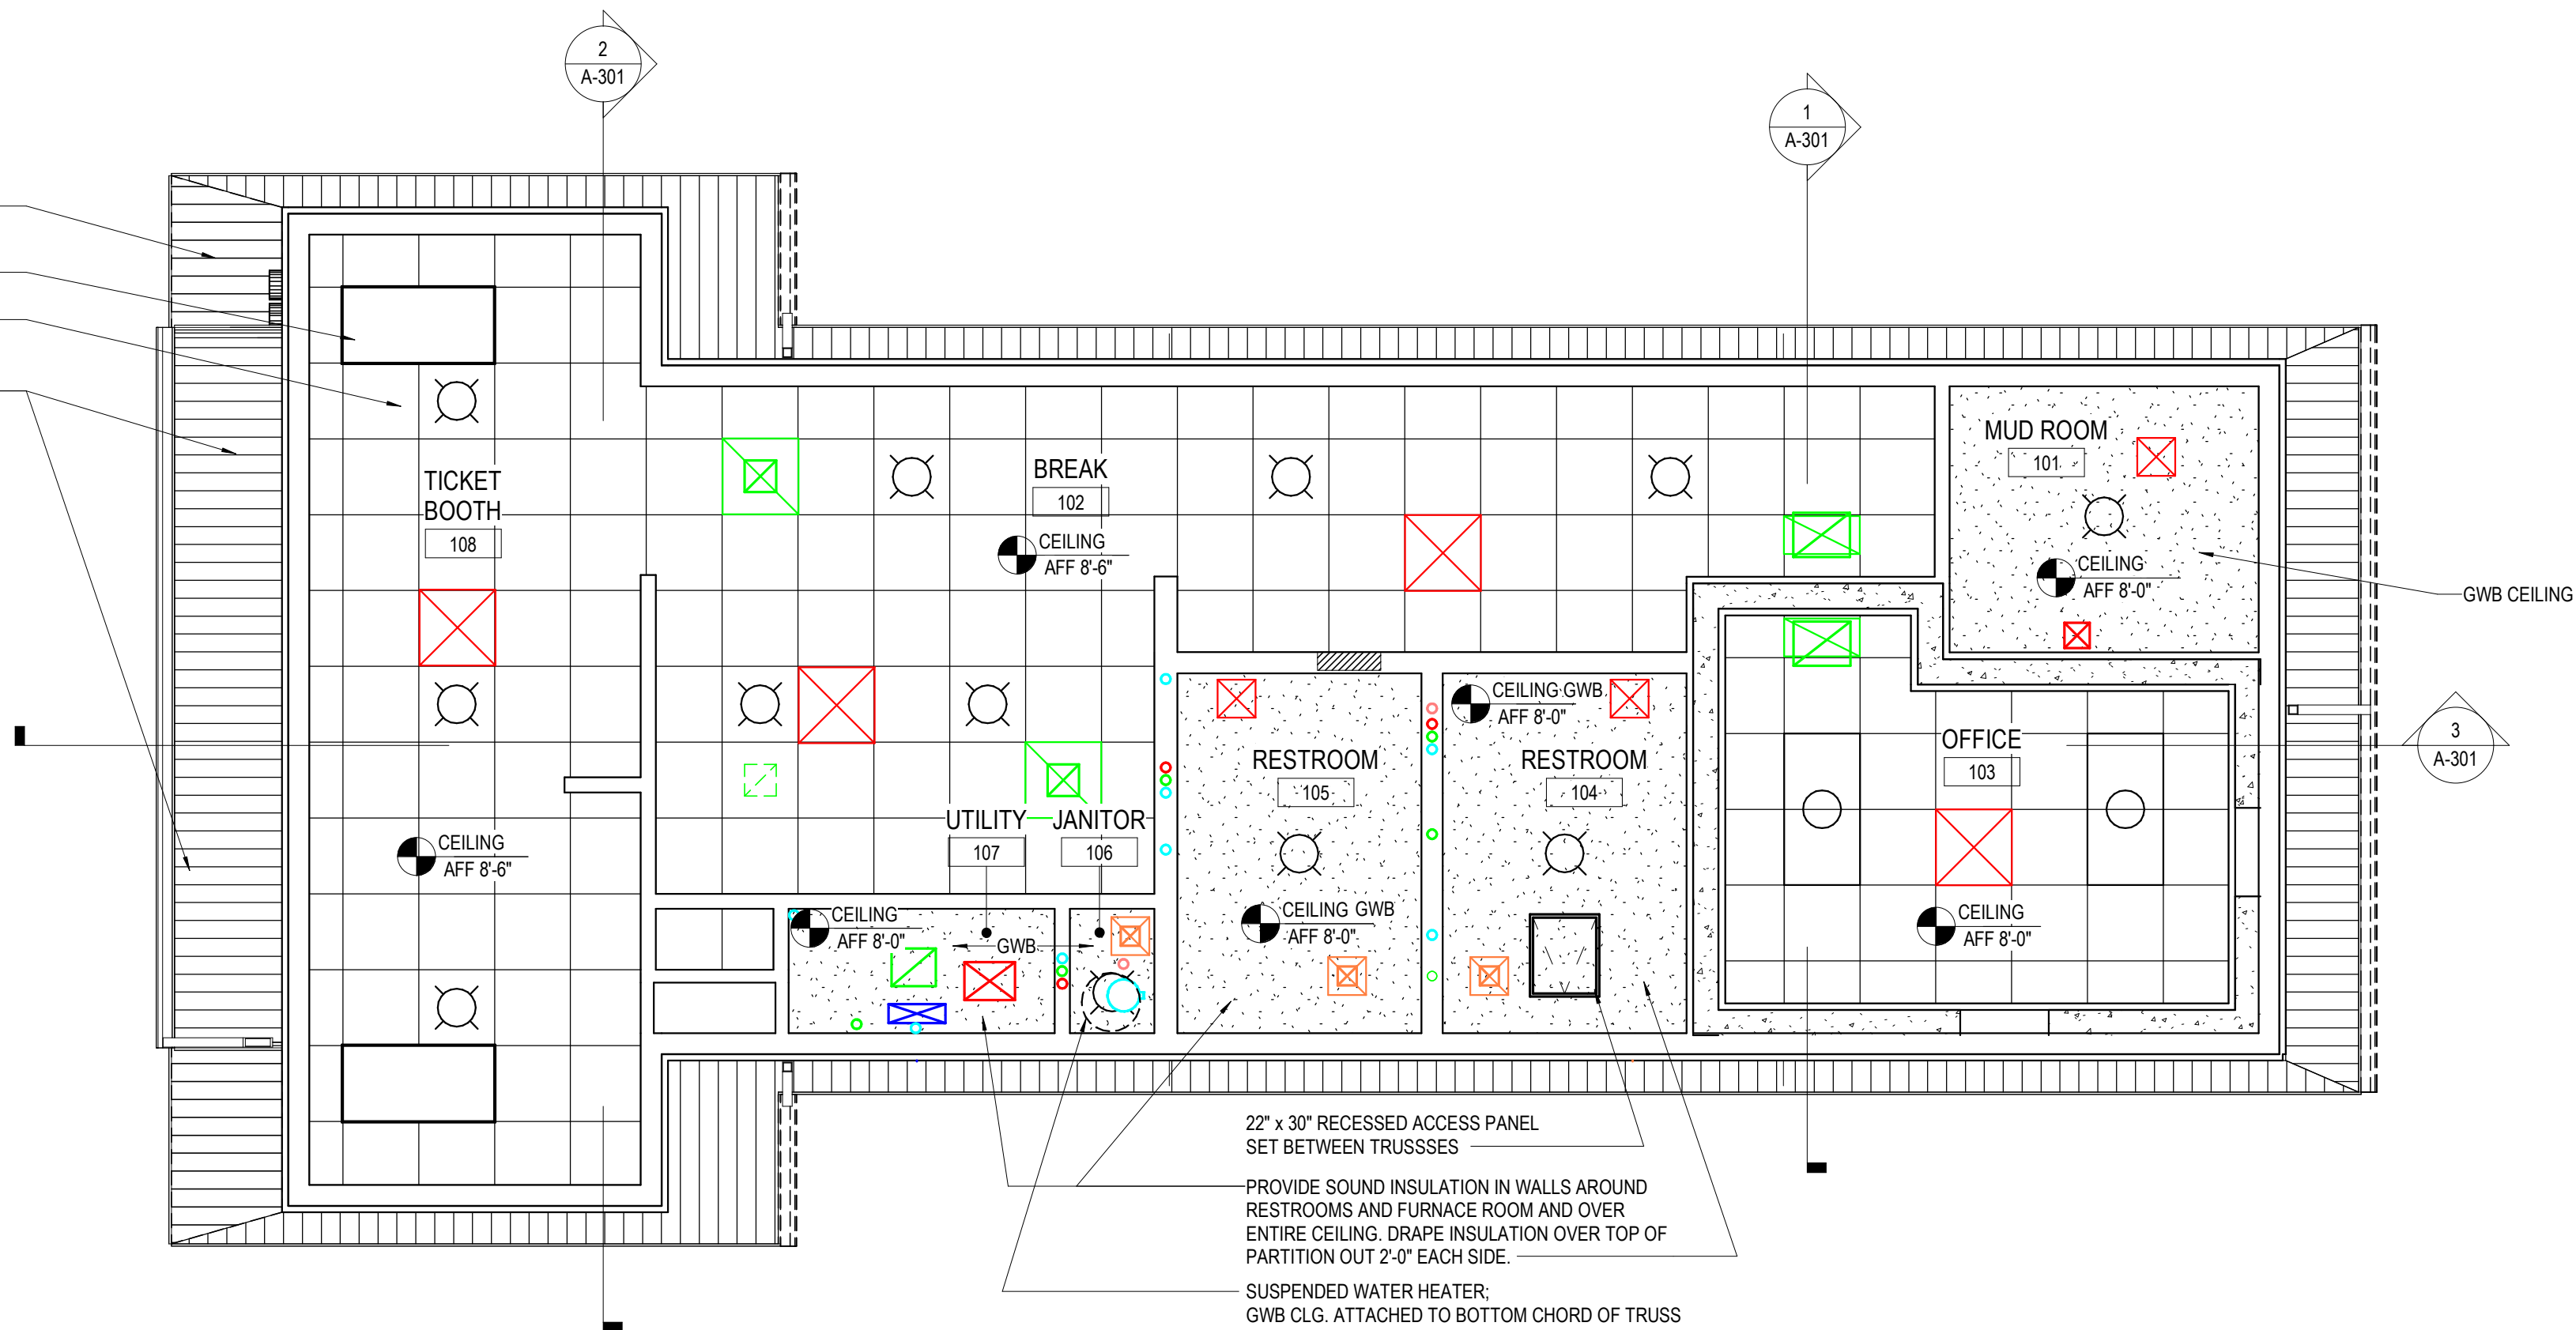 2
A-301
1
A-301
MUD ROOM
101
CEILING
AFF 8'-0"
GWB CEILING
TICKET
BOOTH
108
BREAK
102
CEILING
AFF 8'-6"
CEILING GWB
AFF 8'-0"
RESTROOM
105
RESTROOM
104
OFFICE
103
3
A-301
UTILITY
107
JANITOR
106
CEILING
AFF 8'-6"
CEILING
AFF 8'-0"
GWB
CEILING GWB
AFF 8'-0"
CEILING
AFF 8'-0"
22" x 30" RECESSED ACCESS PANEL
SET BETWEEN TRUSSSES
PROVIDE SOUND INSULATION IN WALLS AROUND
RESTROOMS AND FURNACE ROOM AND OVER
ENTIRE CEILING. DRAPE INSULATION OVER TOP OF
PARTITION OUT 2'-0" EACH SIDE.
SUSPENDED WATER HEATER;
GWB CLG. ATTACHED TO BOTTOM CHORD OF TRUSS